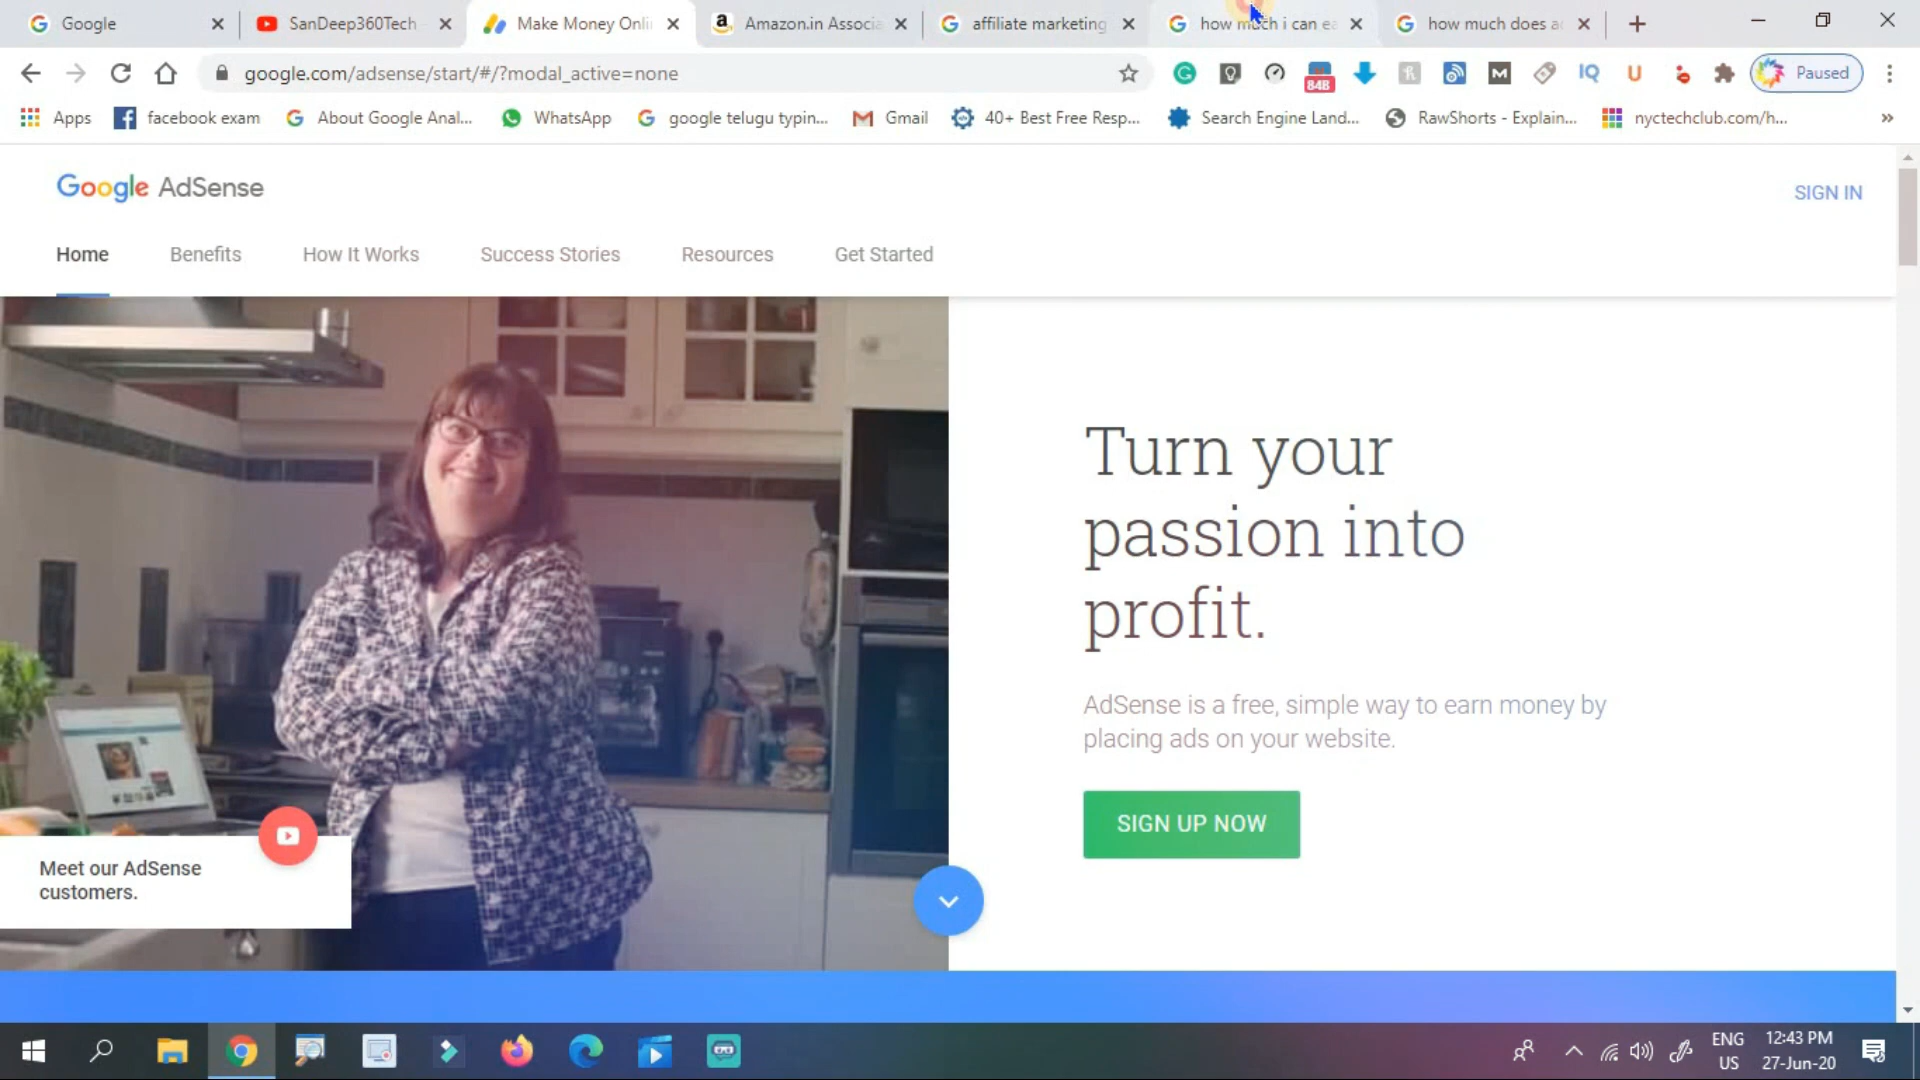 Google
SanDeep360Tech
Make Money Onli
Amazon.in Associa
affiliate marketing
how much i can ea
how much does a
google.com/adsense/start/#/?modal_active=none
84B
IQ
Paused
Apps
facebook exam
About Google Anal...
WhatsApp
google telugu typin...
Gmail
40+ Best Free Resp...
Search Engine Land...
RawShorts - Explain...
nyctechclub.com/h...
»
Google AdSense
SIGN IN
Home
Benefits
How It Works
Success Stories
Resources
Get Started
Turn your
passion into
profit.
AdSense is a free, simple way to earn money by
placing ads on your website.
SIGN UP NOW
Meet our AdSense
customers.
ENG
US
12:43 PM
27-Jun-20